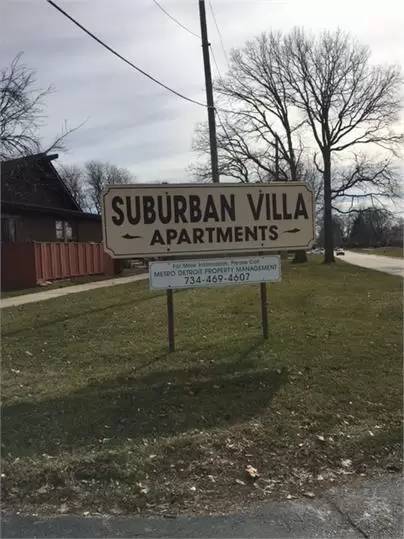 SUBURBAN VILLA
APARTMENTS
For More Information, Please Call
METRO DETROIT PROPERTY MANAGEMENT
734-469-4607